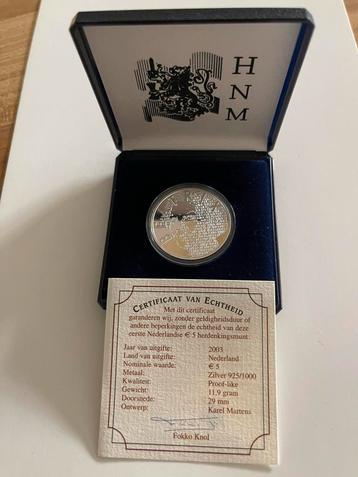 HNM
CERTIFICAAT VAN ECHTHEID
Met dit certificaat
garanderen wij, zonder geldigheidsduur of
andere beperkingen de echtheid van deze
eerste Nederlandse € 5 herdenkingsmunt.
Jaar van uitgifte: 2003
Land van uitgifte: Nederland
Nominale waarde: € 5
Metaal: Zilver 925/1000
Kwaliteit: Proof-like
Gewicht: 11,9 gram
Doorsnede: 29 mm
Ontwerp: Karel Martens
Fokko Knol